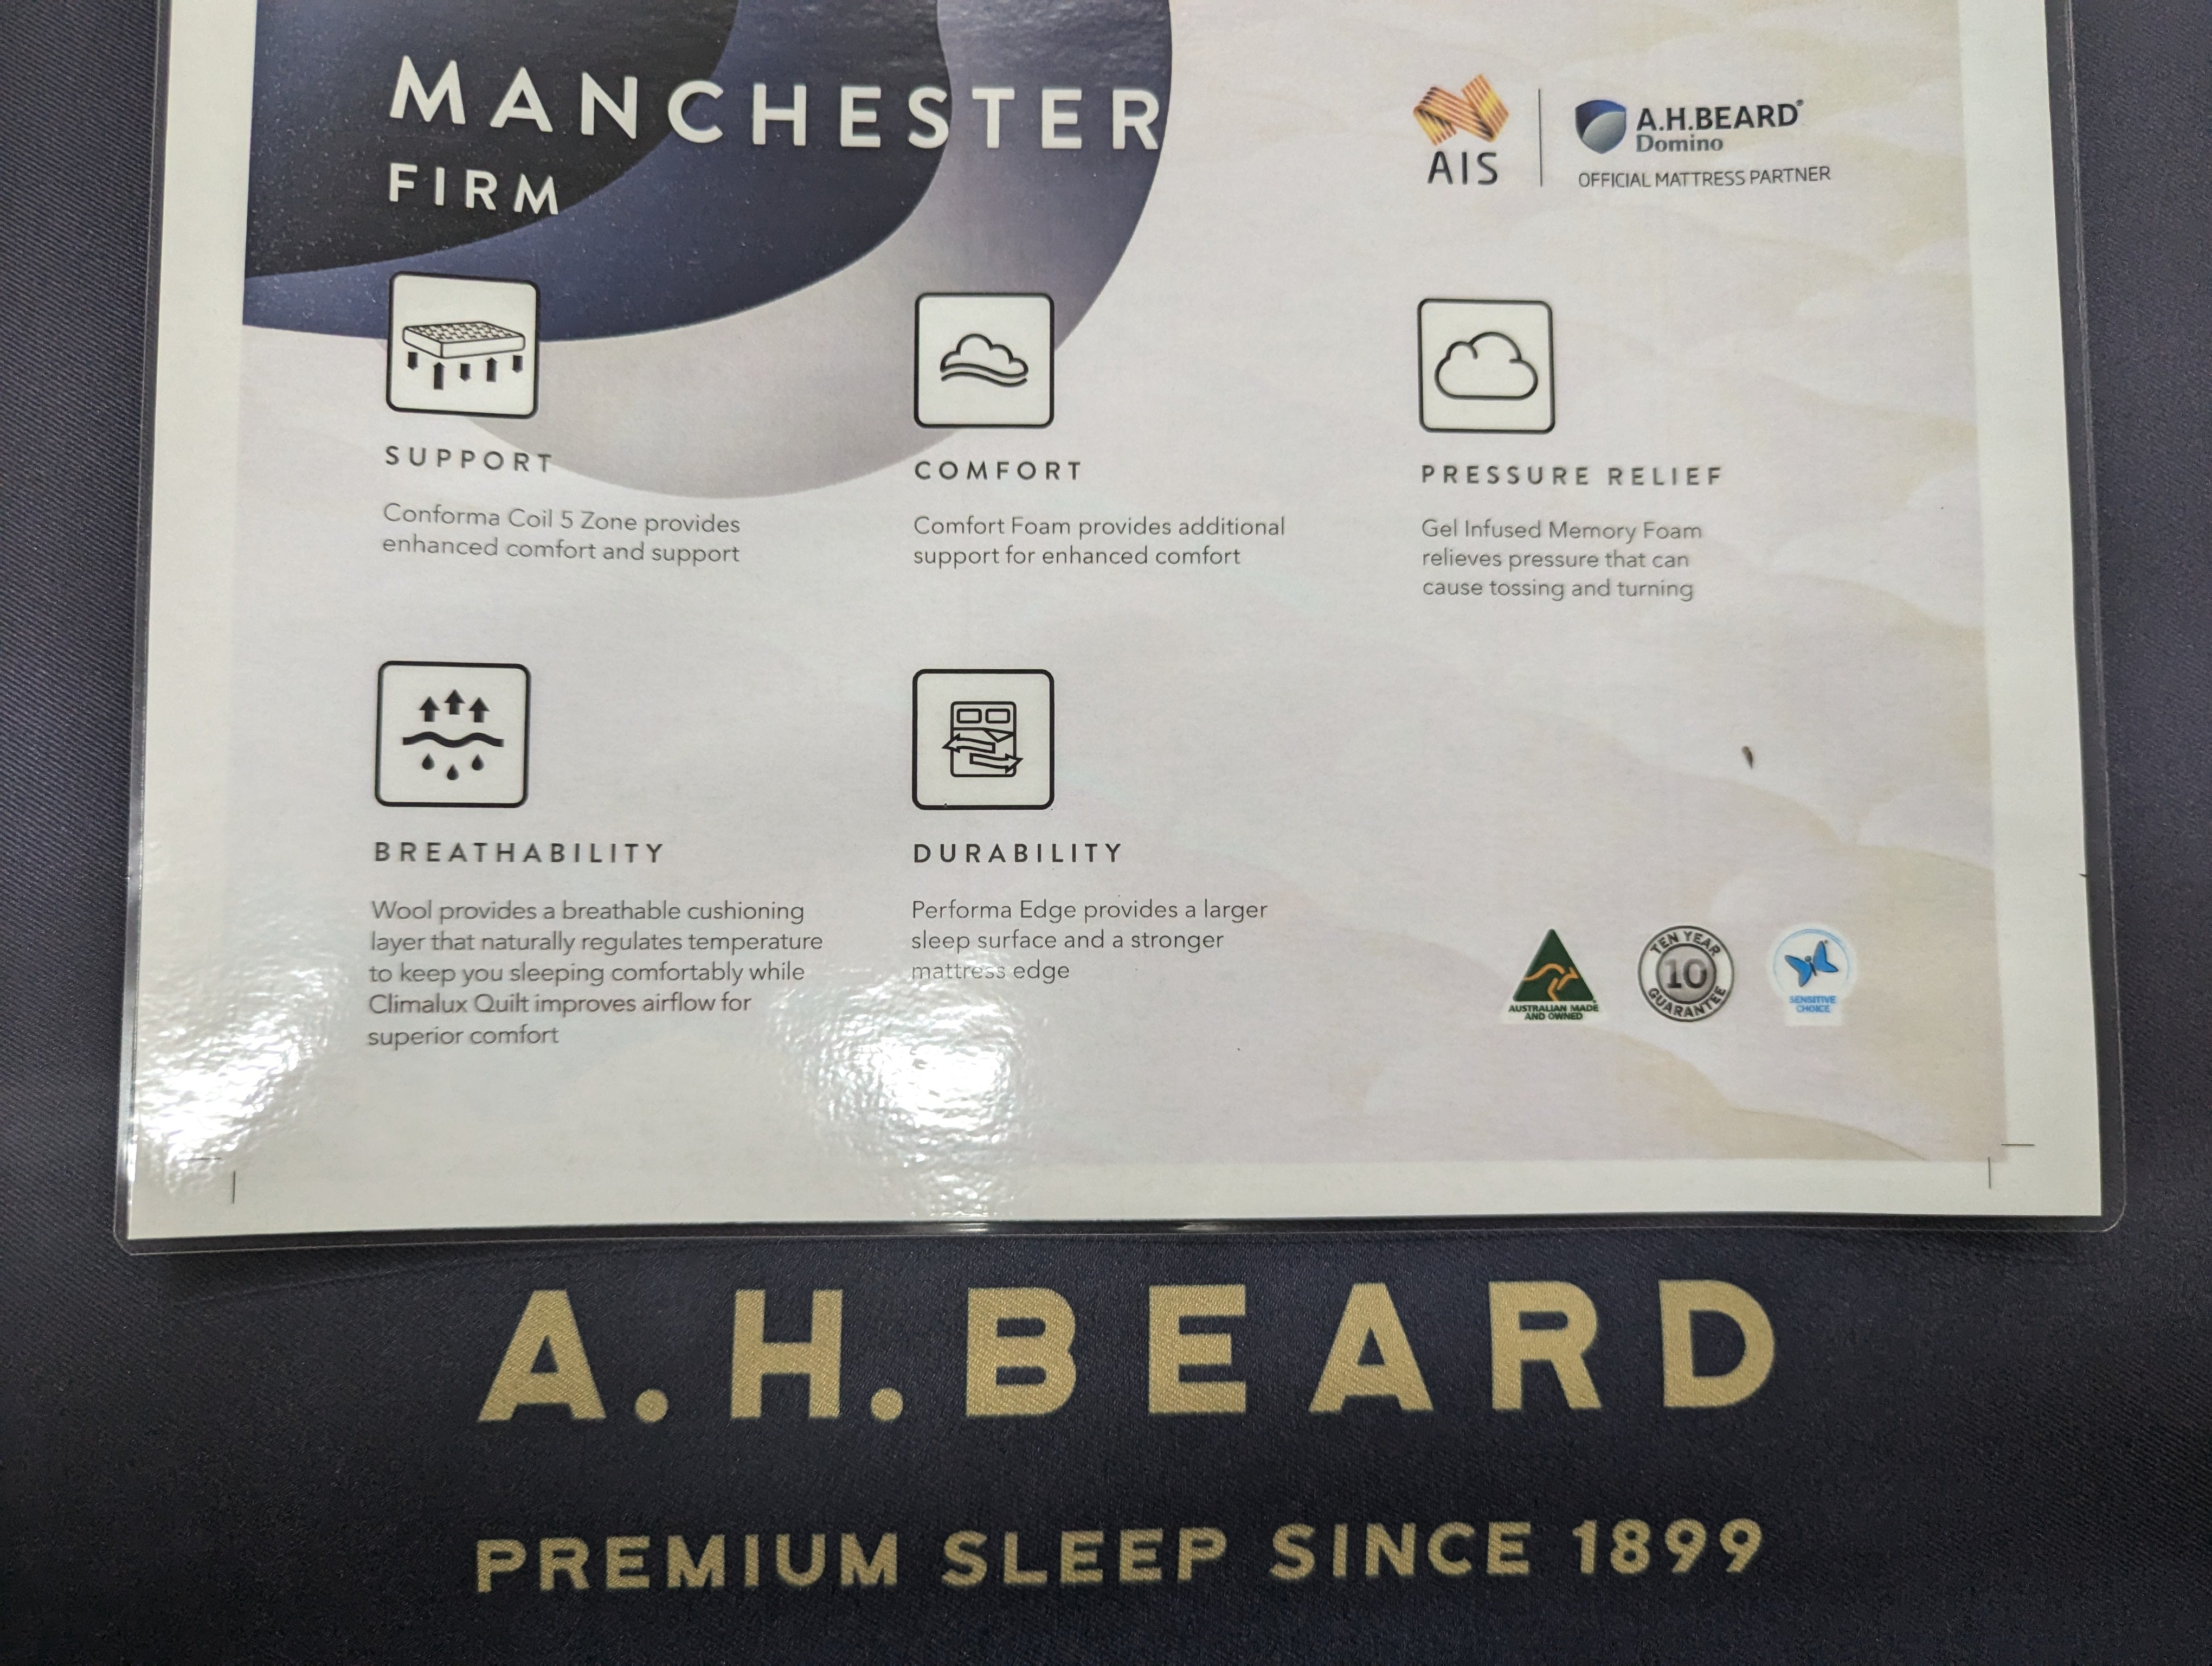 MANCHESTER
FIRM
AIS
A.H.BEARD®
Domino
OFFICIAL MATTRESS PARTNER
SUPPORT
Conforma Coil 5 Zone provides
enhanced comfort and support
COMFORT
Comfort Foam provides additional
support for enhanced comfort
PRESSURE RELIEF
Gel Infused Memory Foam
relieves pressure that can
cause tossing and turning
BREATHABILITY
Wool provides a breathable cushioning
layer that naturally regulates temperature
to keep you sleeping comfortably while
Climalux Quilt improves airflow for
superior comfort
DURABILITY
Performa Edge provides a larger
sleep surface and a stronger
mattress edge
AUSTRALIAN MADE
AND OWNED
TEN YEAR
10
GUARANTEE
SENSITIVE
CHOICE
A.H.BEARD
PREMIUM SLEEP SINCE 1899